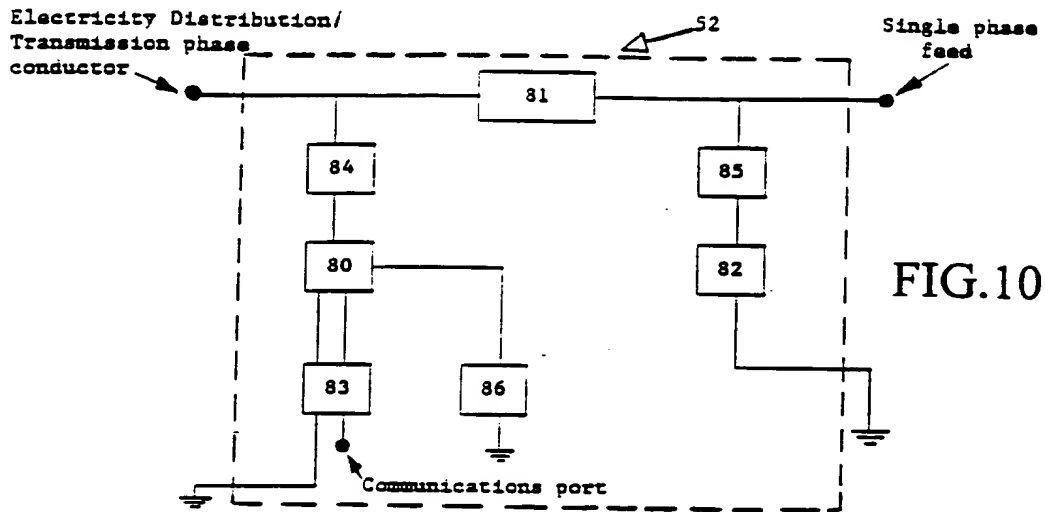 Electricity Distribution/
Transmission phase
conductor
52
Single phase
feed
81
84
85
80
82
FIG.10
83
86
Communications port